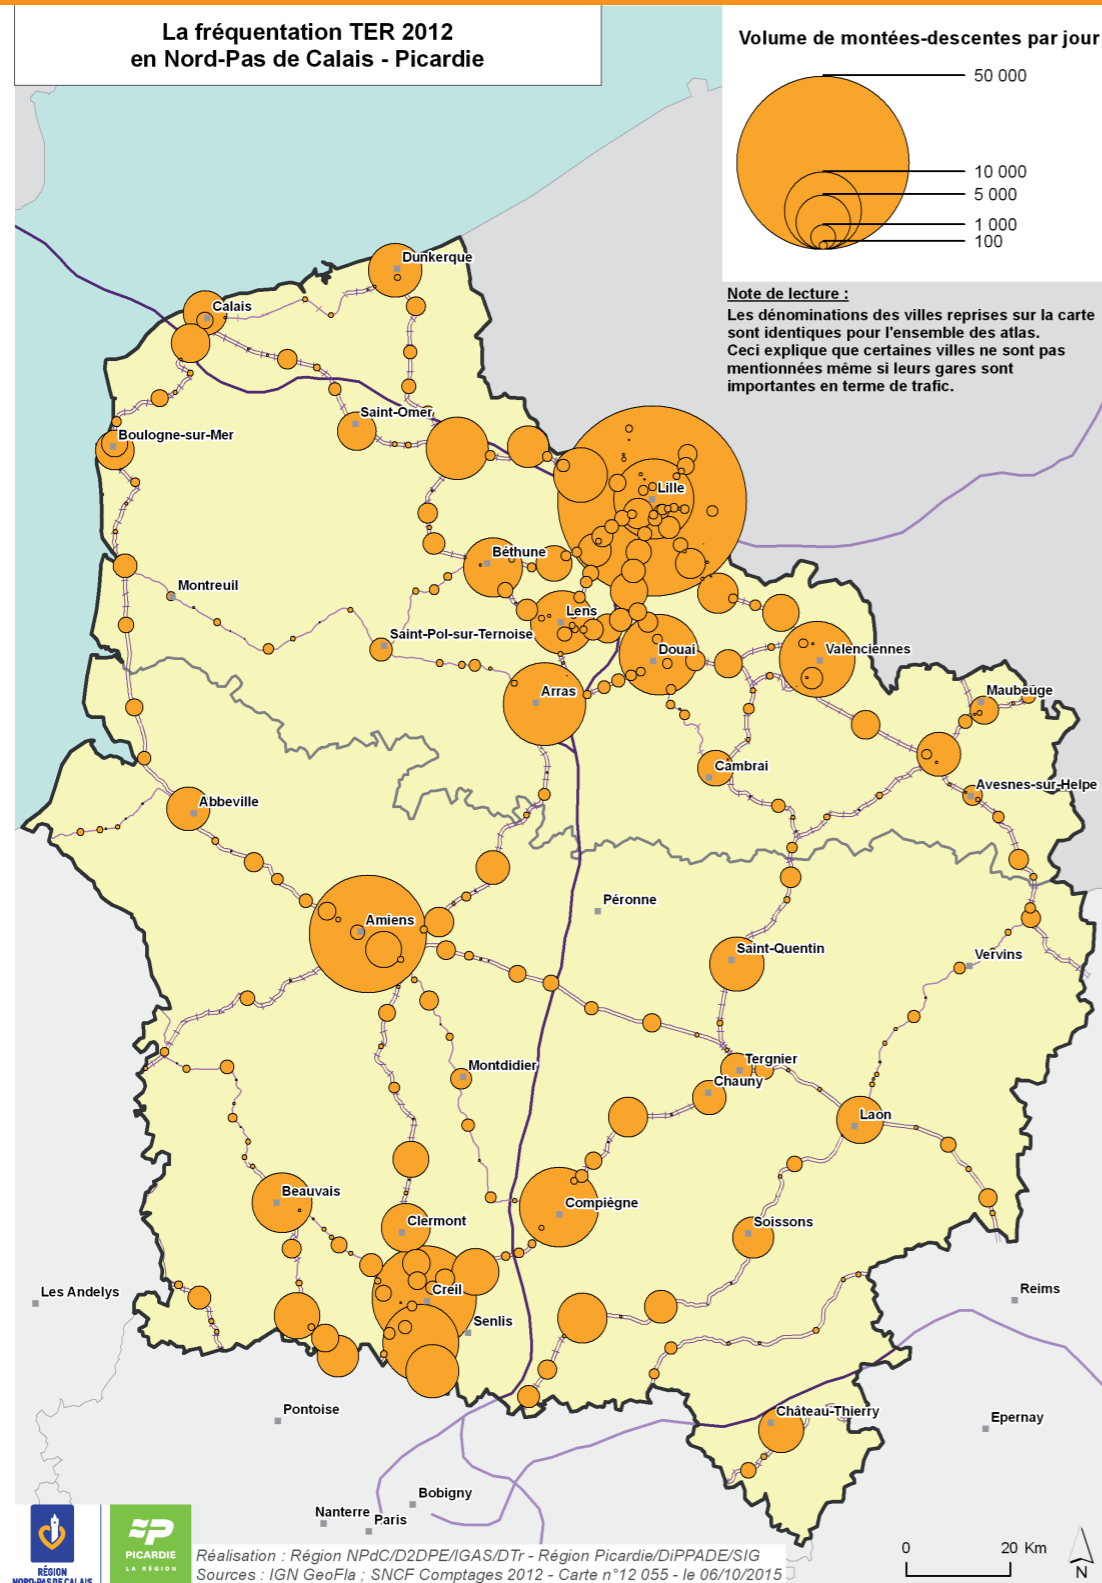 La fréquentation TER 2012
en Nord-Pas de Calais - Picardie
Volume de montées-descentes par jour
50 000
10 000
5 000
1 000
100
Note de lecture :
Les dénominations des villes reprises sur la carte
sont identiques pour l'ensemble des atlas.
Ceci explique que certaines villes ne sont pas
mentionnées même si leurs gares sont
importantes en terme de trafic.
Dunkerque
Calais
Saint-Omer
Boulogne-sur-Mer
Lille
Béthune
Montreuil
Lens
Saint-Pol-sur-Ternoise
Douai
Valenciennes
Arras
Maubeuge
Cambrai
Avesnes-sur-Helpe
Abbeville
Péronne
Amiens
Saint-Quentin
Vervins
Montdidier
Tergnier
Chauny
Laon
Beauvais
Compiègne
Clermont
Soissons
Creil
Les Andelys
Senlis
Reims
Pontoise
Château-Thierry
Epernay
Bobigny
Nanterre
Paris
RÉGION
NORD-PAS DE CALAIS
PICARDIE
LA RÉGION
Réalisation : Région NPdC/D2DPE/IGAS/DTr - Région Picardie/DiPPADE/SIG
Sources : IGN GeoFla ; SNCF Comptages 2012 - Carte n°12 055 - le 06/10/2015
0 20 Km
N